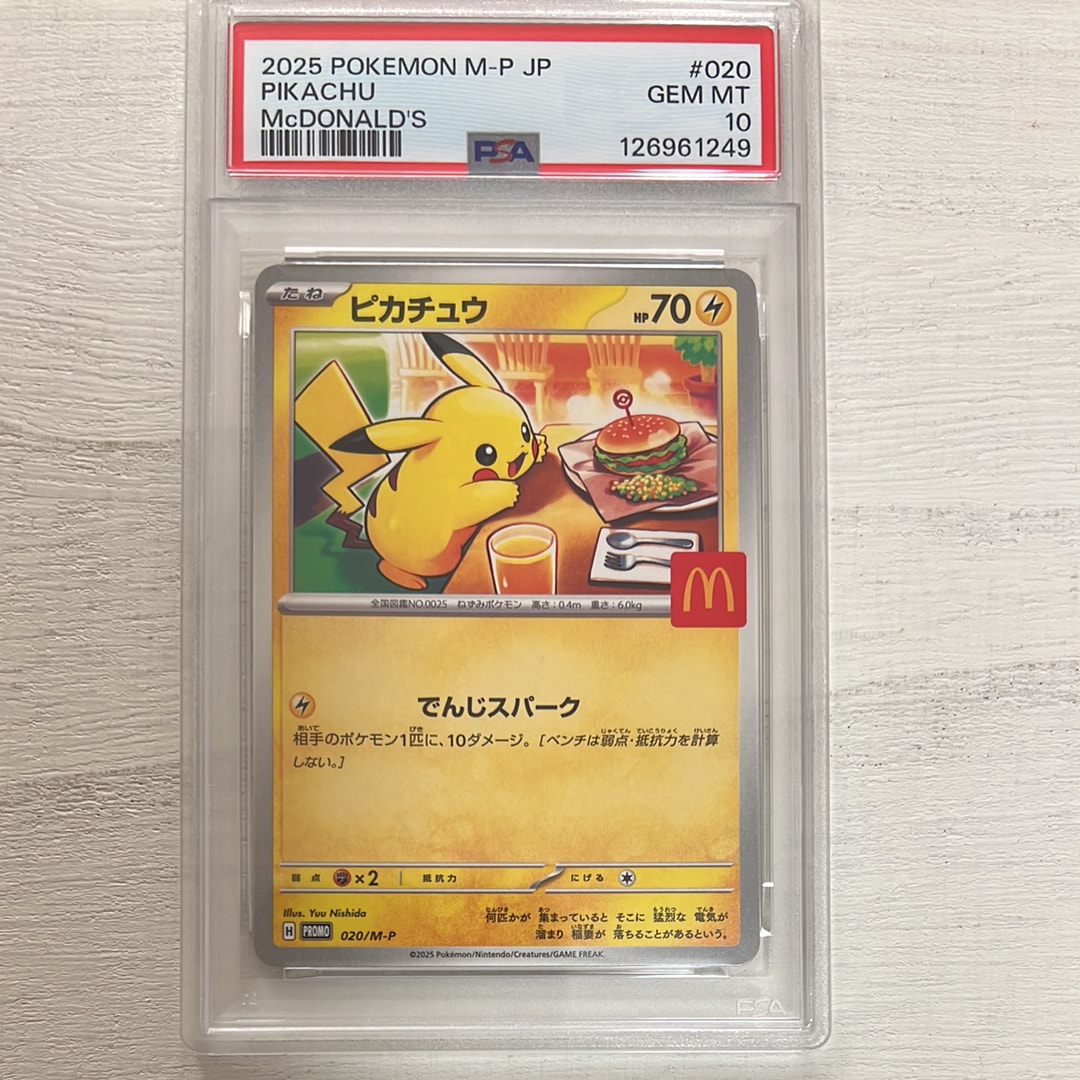 2025 POKEMON M-P JP #020
PIKACHU GEM MT
McDONALD'S 10
PSA 126961249
たね ピカチュウ HP70
M
全国図鑑NO.0025 ねずみポケモン 高さ：0.4m 重さ：6.0kg
でんじスパーク
相手のポケモン1匹に、10ダメージ。［ベンチは弱点・抵抗力を計算
しない。］
弱点 ×2 抵抗力 にげる
Illus. Yuu Nishida
何匹かが 集まっていると そこに 猛烈な 電気が
溜まり 稲妻が 落ちることがあるという。
H PROMO 020/M-P
©2025 Pokémon/Nintendo/Creatures/GAME FREAK.
PSA